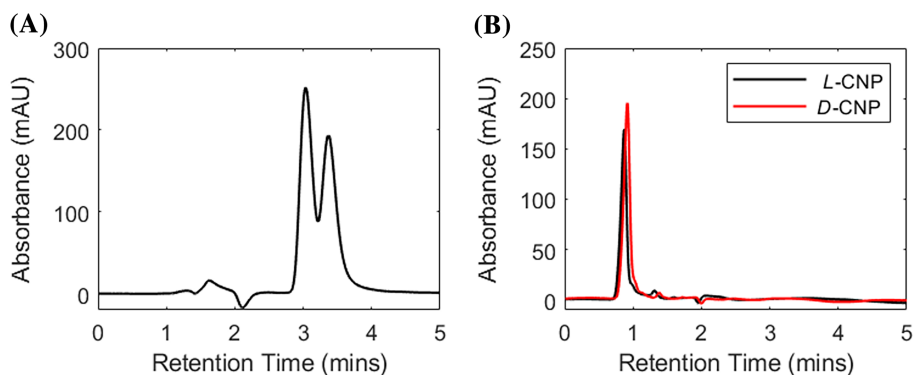 (A)
300
200
100
0
0 1 2 3 4 5
Absorbance (mAU)
Retention Time (mins)
(B)
250
200
150
100
50
0
0 1 2 3 4 5
Absorbance (mAU)
Retention Time (mins)
L-CNP
D-CNP